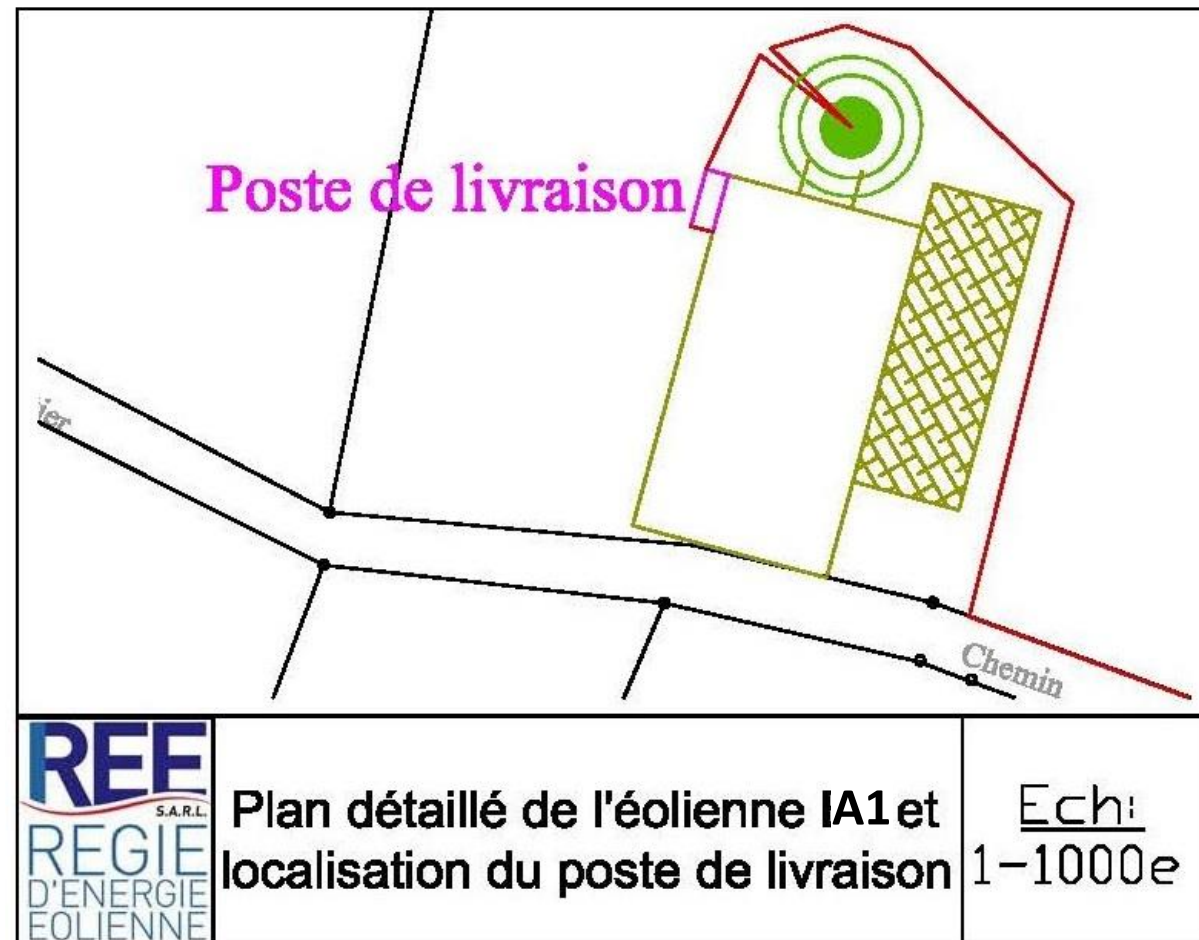 Poste de livraison
ier
Chemin
REE
S.A.R.L.
REGIE
D'ENERGIE
EOLIENNE
Plan détaillé de l'éolienne IA1 et
localisation du poste de livraison
Ech:
1-1000e